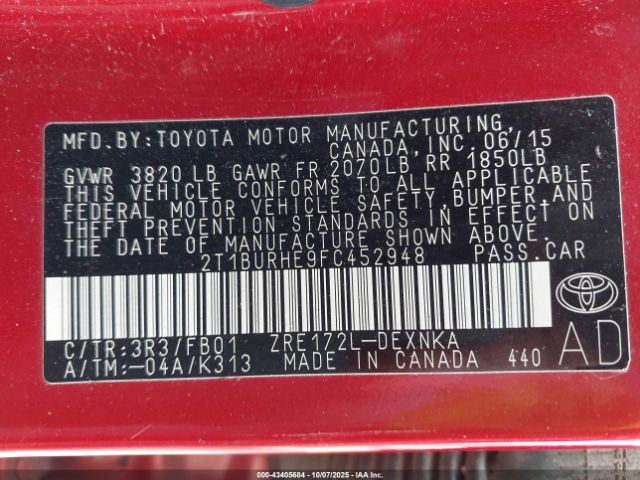 MFD. BY: TOYOTA MOTOR MANUFACTURING,
CANADA, INC. 06/15
GVWR 3820 LB GAWR FR 2070LB RR 1850LB
THIS VEHICLE CONFORMS TO ALL APPLICABLE
FEDERAL MOTOR VEHICLE SAFETY, BUMPER, AND
THEFT PREVENTION STANDARDS IN EFFECT ON
THE DATE OF MANUFACTURE SHOWN ABOVE.
2T1BURHE9FC452948 PASS. CAR
C/TR: 3R3/FB01 ZRE172L-DEXNKA
A/TM: -04A/K313 MADE IN CANADA 440
AD
000-43405684 | 10/07/2025 | IAA Inc.